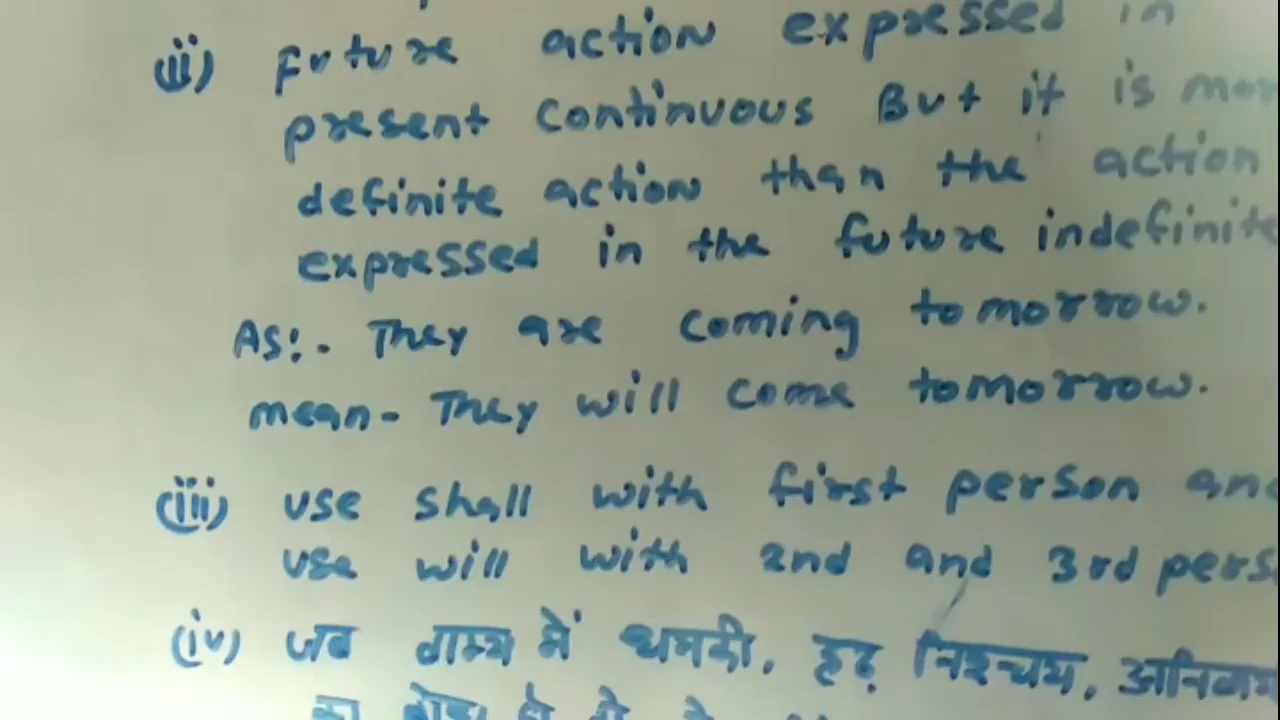 (ii) Future action expressed in
present continuous But it is mor
definite action than the action
expressed in the future indefinite
As:- They are coming tomorrow.
mean- They will come tomorrow.
(iii) use shall with first person and
use will with 2nd and 3rd pers
(iv) जब वाक्य में धमकी, दृढ़ निश्चय,
का बोध हो तो